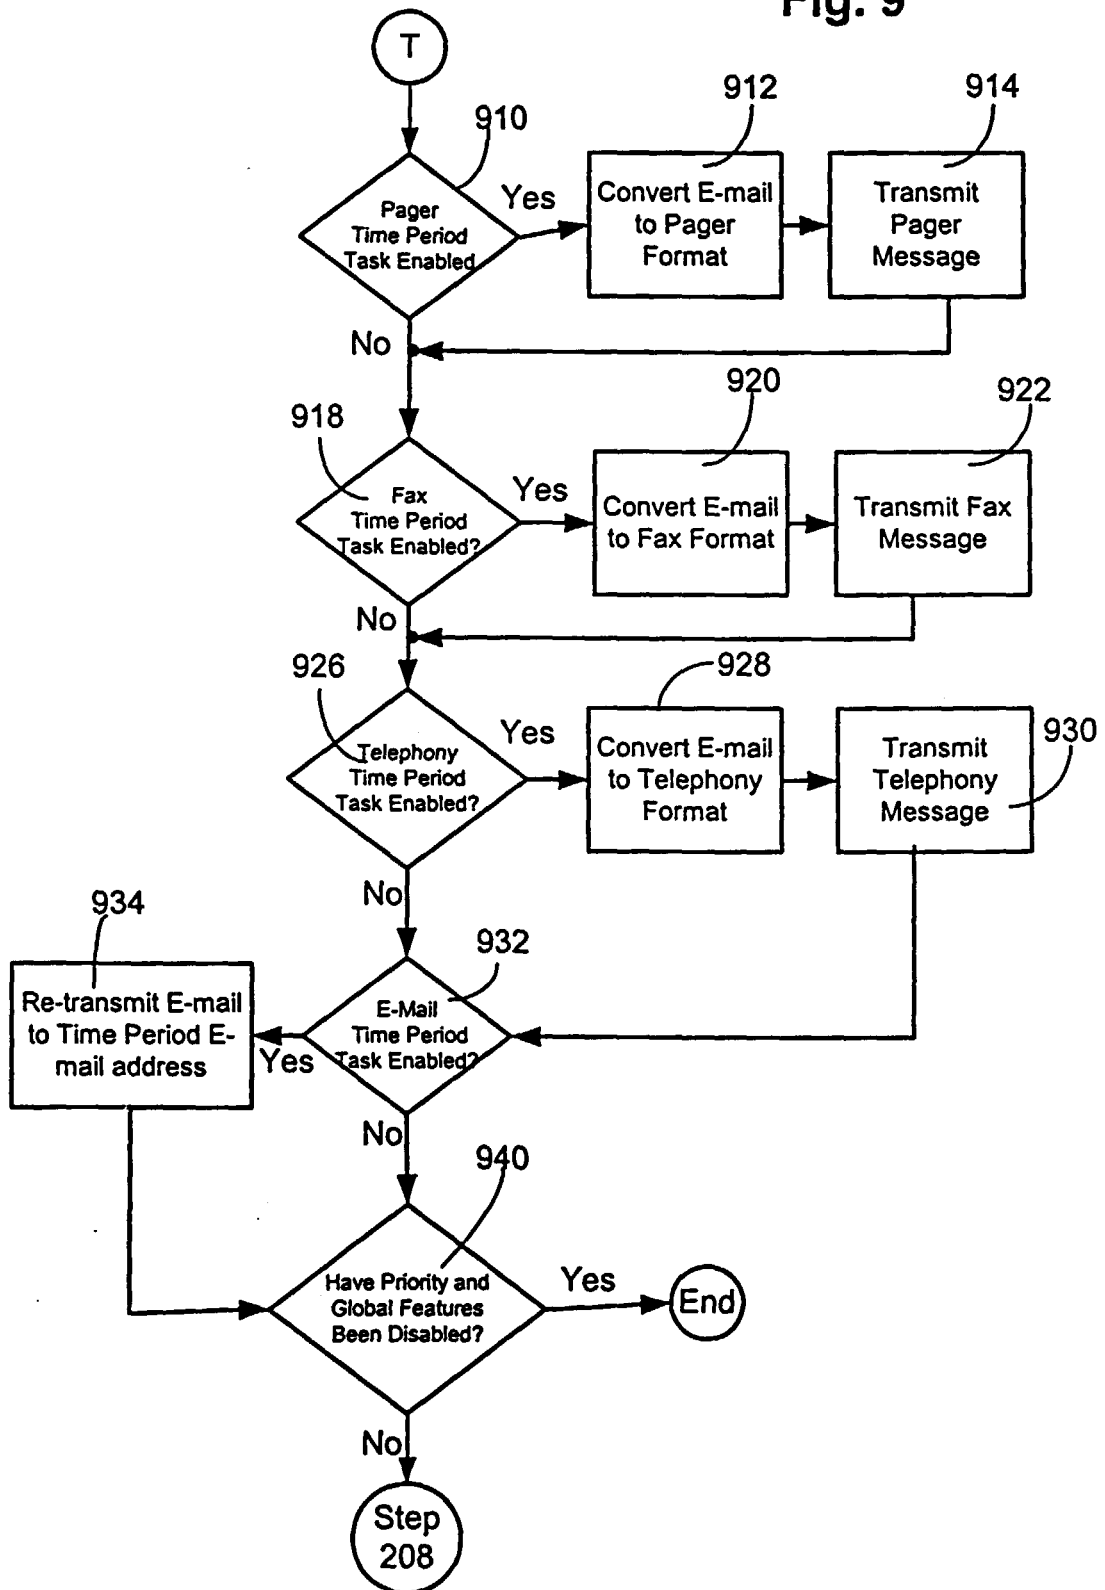 Fig. 9
T
910
Pager
Time Period
Task Enabled
Yes
912
Convert E-mail
to Pager
Format
914
Transmit
Pager
Message
No
918
Fax
Time Period
Task Enabled?
Yes
920
Convert E-mail
to Fax Format
922
Transmit Fax
Message
No
926
Telephony
Time Period
Task Enabled?
Yes
928
Convert E-mail
to Telephony
Format
930
Transmit
Telephony
Message
No
934
Re-transmit E-mail
to Time Period E-
mail address
932
E-Mail
Time Period
Task Enabled?
Yes
No
940
Have Priority and
Global Features
Been Disabled?
Yes
End
No
Step
208